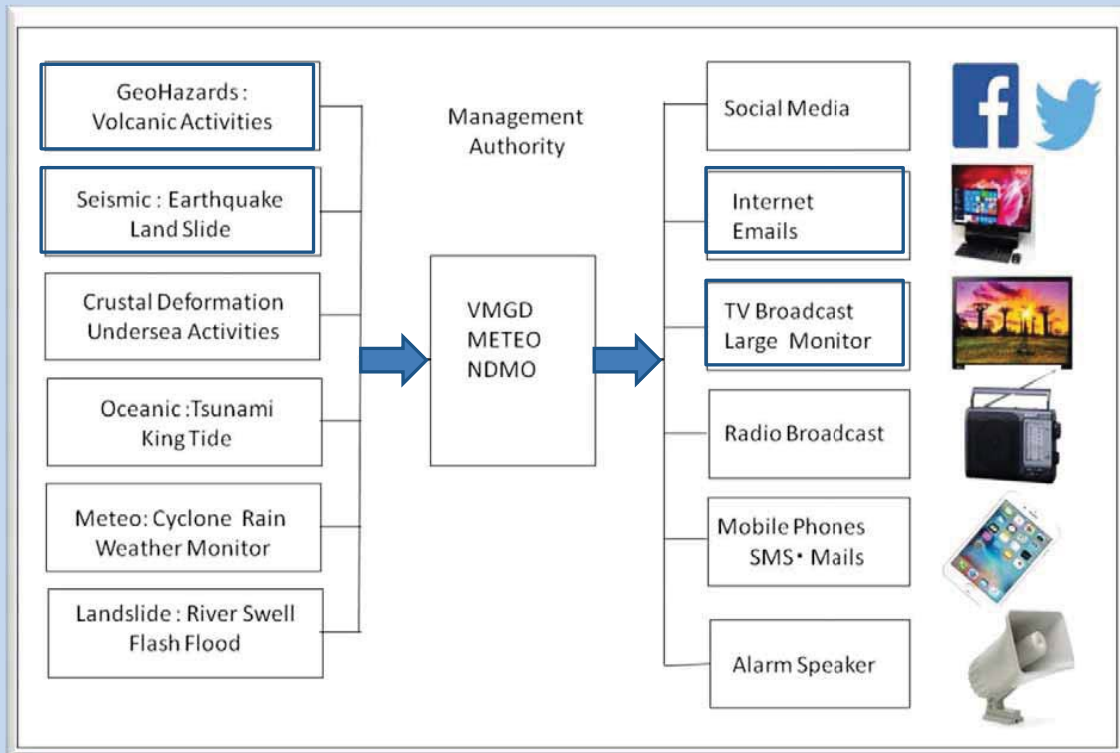 GeoHazards :
Volcanic Activities
Seismic : Earthquake
Land Slide
Crustal Deformation
Undersea Activities
Oceanic :Tsunami
King Tide
Meteo: Cyclone Rain
Weather Monitor
Landslide : River Swell
Flash Flood
Management
Authority
VMGD
METEO
NDMO
Social Media
Internet
Emails
TV Broadcast
Large Monitor
Radio Broadcast
Mobile Phones
SMS・Mails
Alarm Speaker